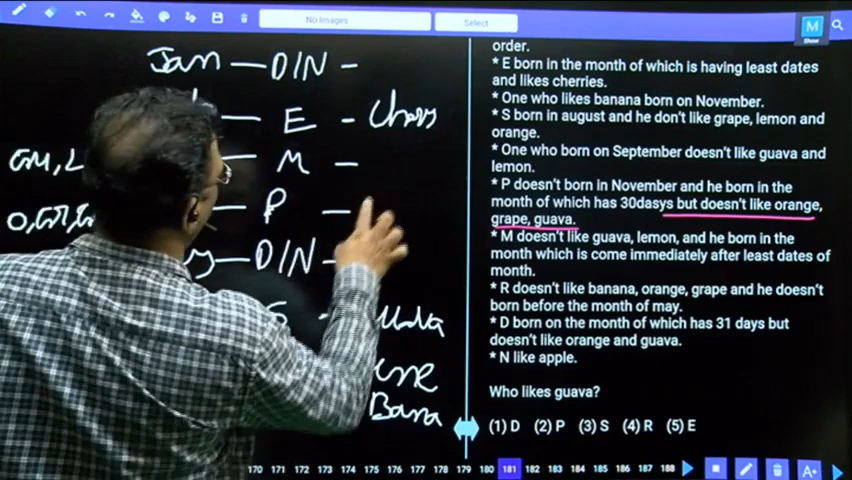 No Images
Select
M
Show
Jan — D/N —
— E — Chars
M —
P —
D/N —
order.
* E born in the month of which is having least dates
and likes cherries.
* One who likes banana born on November.
* S born in august and he don't like grape, lemon and
orange.
* One who born on September doesn't like guava and
lemon.
* P doesn't born in November and he born in the
month of which has 30dasys but doesn't like orange,
grape, guava.
* M doesn't like guava, lemon, and he born in the
month which is come immediately after least dates of
month.
* R doesn't like banana, orange, grape and he doesn't
born before the month of may.
* D born on the month of which has 31 days but
doesn't like orange and guava.
* N like apple.
Who likes guava?
(1) D (2) P (3) S (4) R (5) E
170 171 172 173 174 175 176 177 178 179 180 181 182 183 184 185 186 187 188
A+